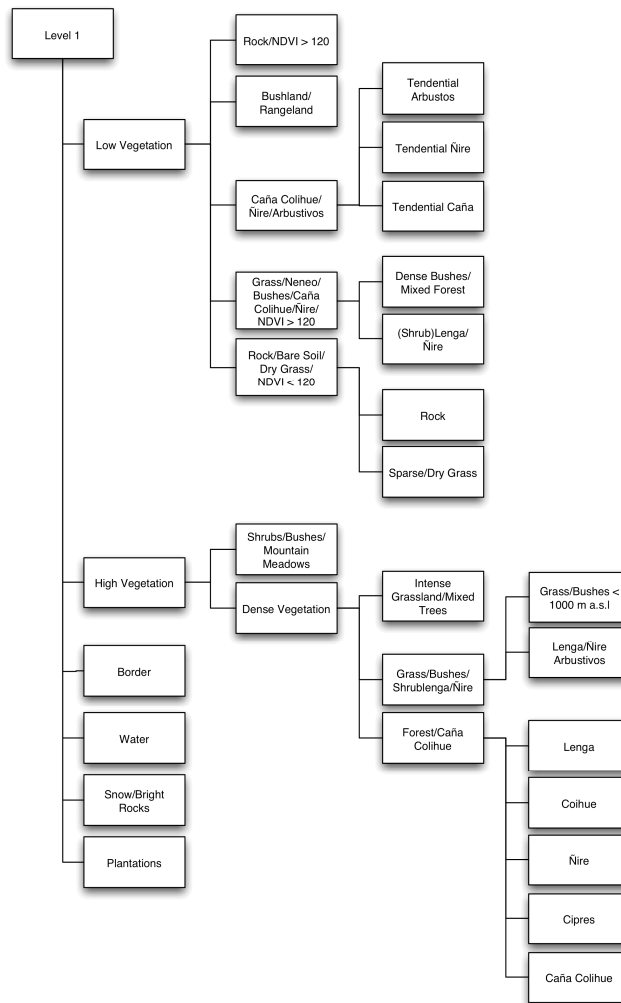 Level 1
Low Vegetation
Rock/NDVI > 120
Bushland/
Rangeland
Caña Colihue/
Ñire/Arbustivos
Tendential
Arbustos
Tendential Ñire
Tendential Caña
Grass/Neneo/
Bushes/Caña
Colihue/Ñire/
NDVI > 120
Dense Bushes/
Mixed Forest
(Shrub)Lenga/
Ñire
Rock/Bare Soil/
Dry Grass/
NDVI < 120
Rock
Sparse/Dry Grass
High Vegetation
Shrubs/Bushes/
Mountain
Meadows
Dense Vegetation
Intense
Grassland/Mixed
Trees
Grass/Bushes/
Shrublenga/Ñire
Grass/Bushes <
1000 m a.s.l
Lenga/Ñire
Arbustivos
Forest/Caña
Colihue
Lenga
Coihue
Ñire
Cipres
Caña Colihue
Border
Water
Snow/Bright
Rocks
Plantations